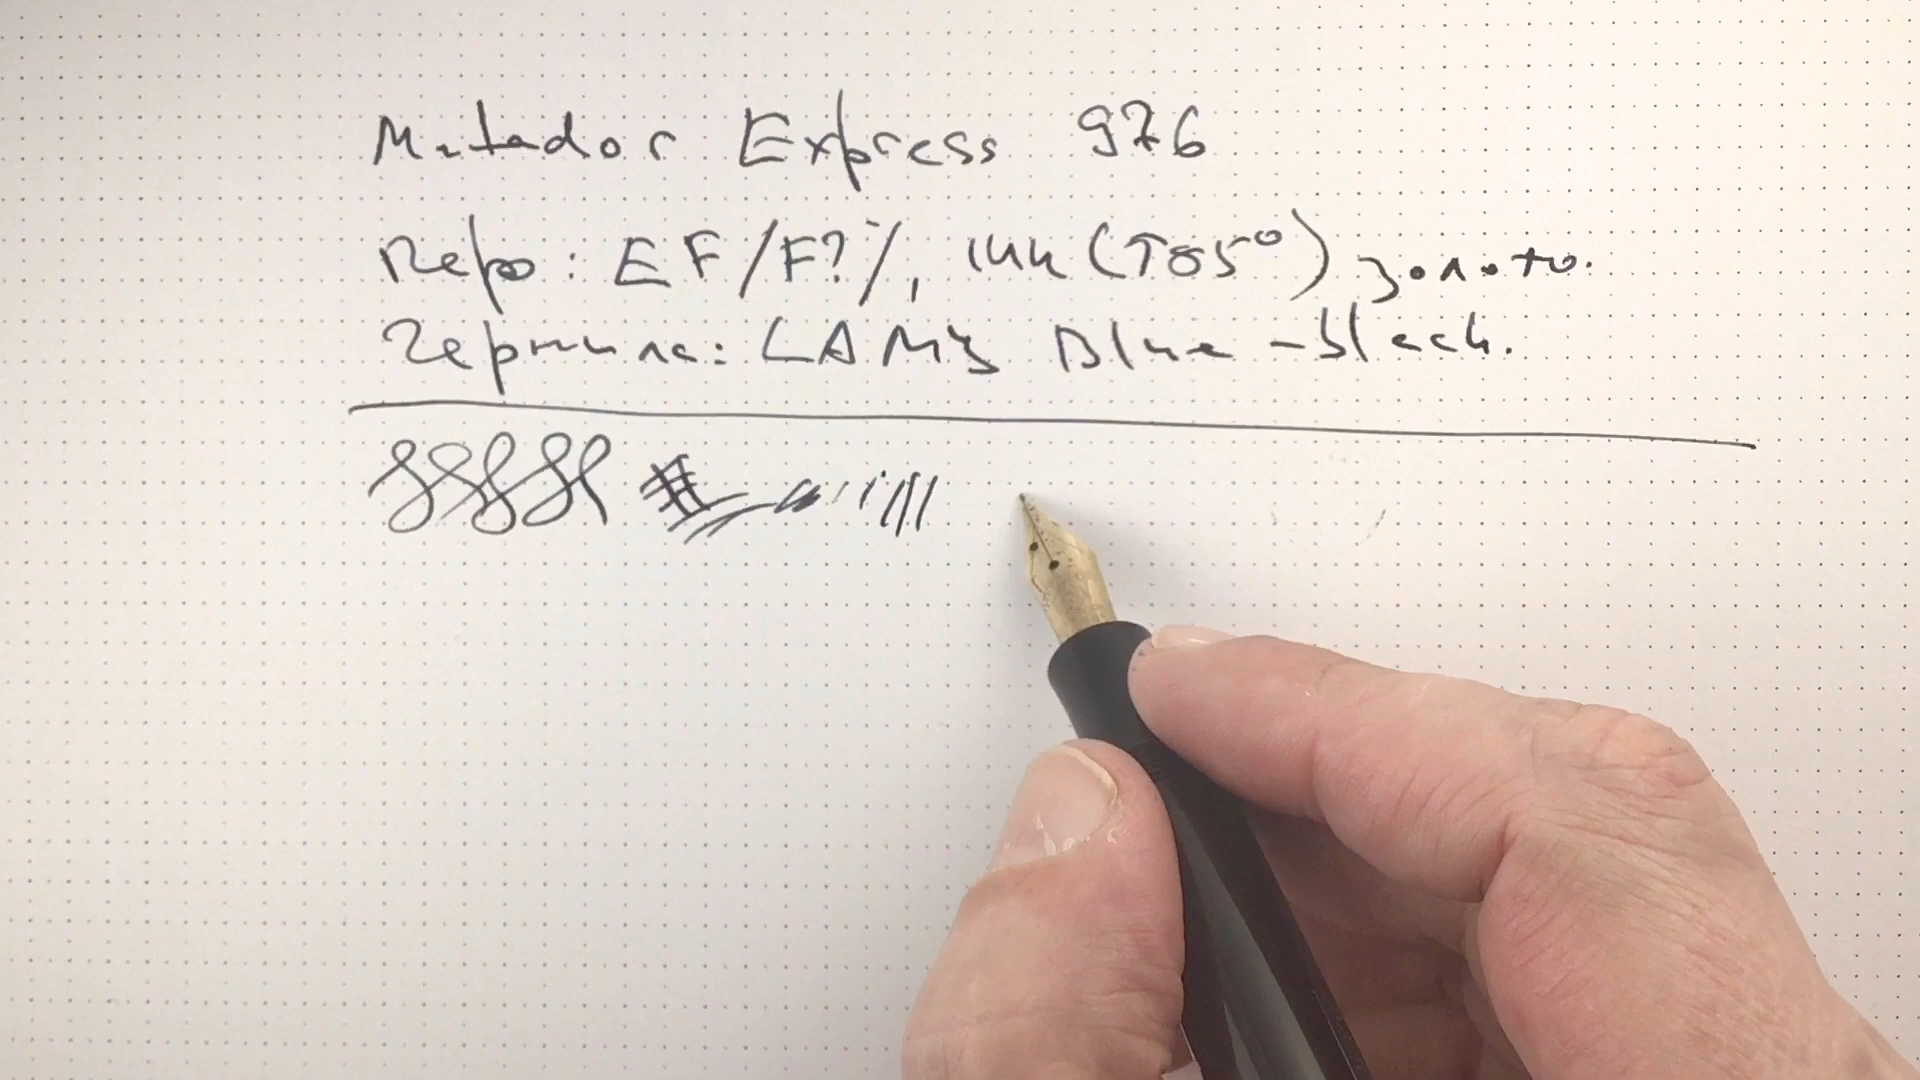 Matador Express 976
Перо: EF/F?/, 14к (585°) золото.
Чернила: LAMY Blue-black.